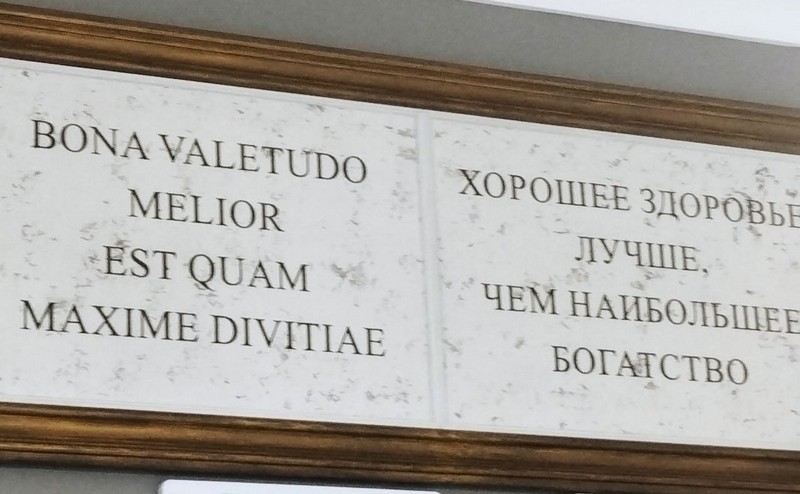 BONA VALETUDO
MELIOR
EST QUAM
MAXIME DIVITIAE
ХОРОШЕЕ ЗДОРОВЬЕ
ЛУЧШЕ,
ЧЕМ НАИБОЛЬШЕЕ
БОГАТСТВО